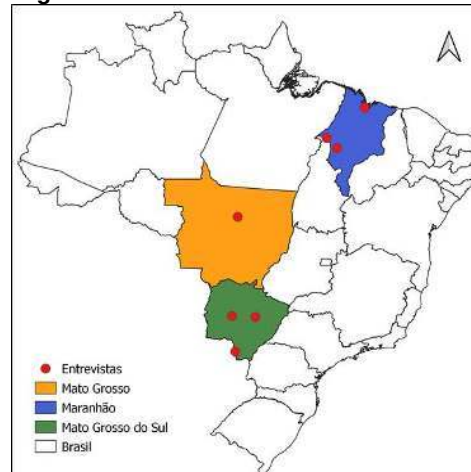 Entrevistas
Mato Grosso
Maranhão
Mato Grosso do Sul
Brasil